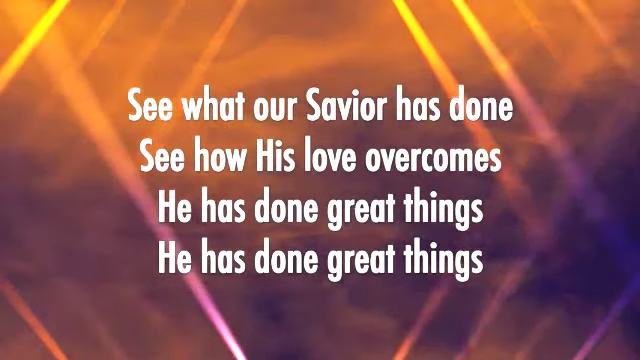 See what our Savior has done
See how His love overcomes
He has done great things
He has done great things